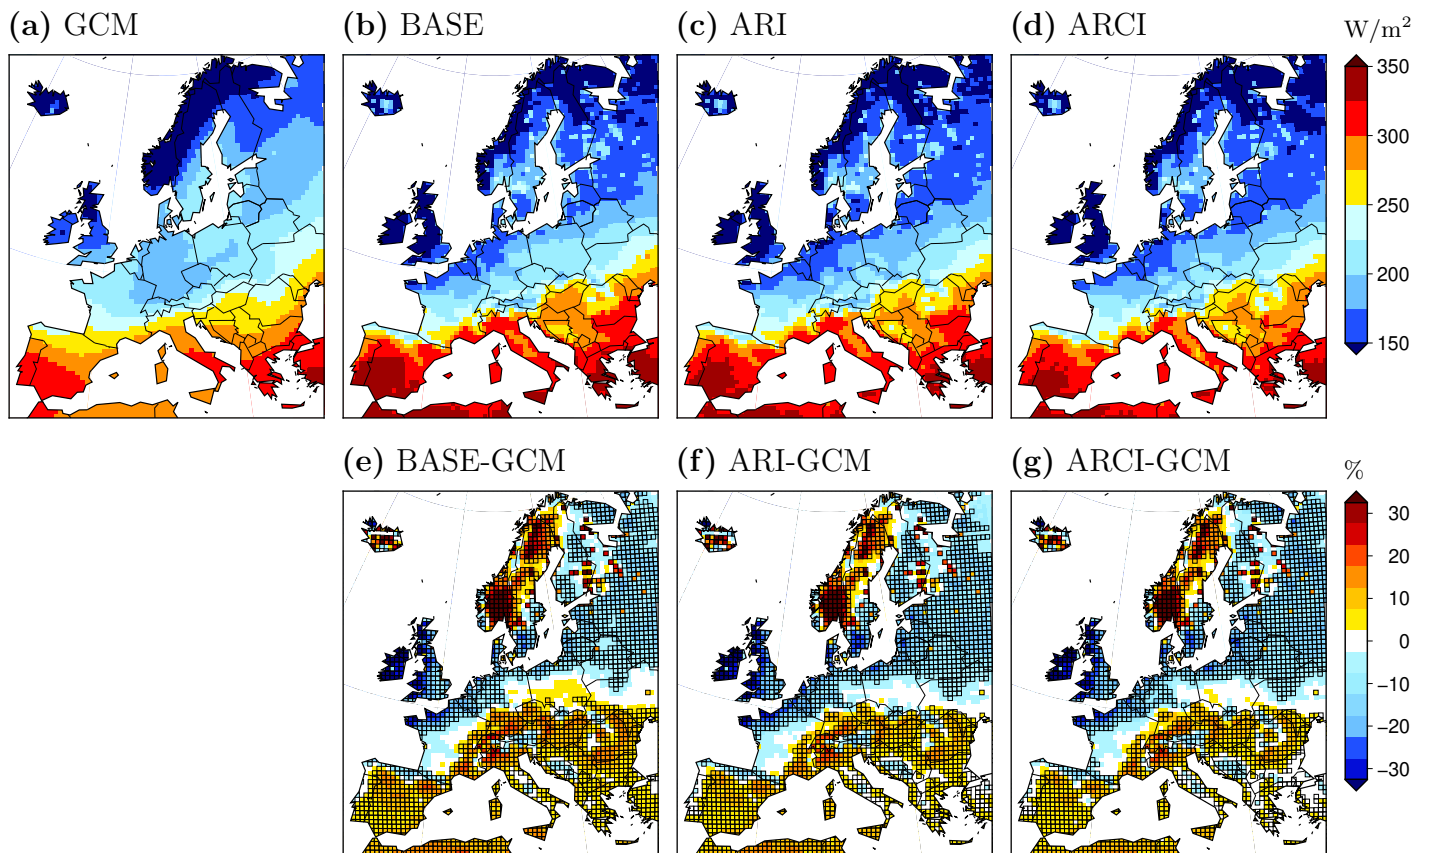 (a) GCM
(b) BASE
(c) ARI
(d) ARCI
W/m²
350
300
250
200
150
(e) BASE-GCM
(f) ARI-GCM
(g) ARCI-GCM
%
30
20
10
0
−10
−20
−30